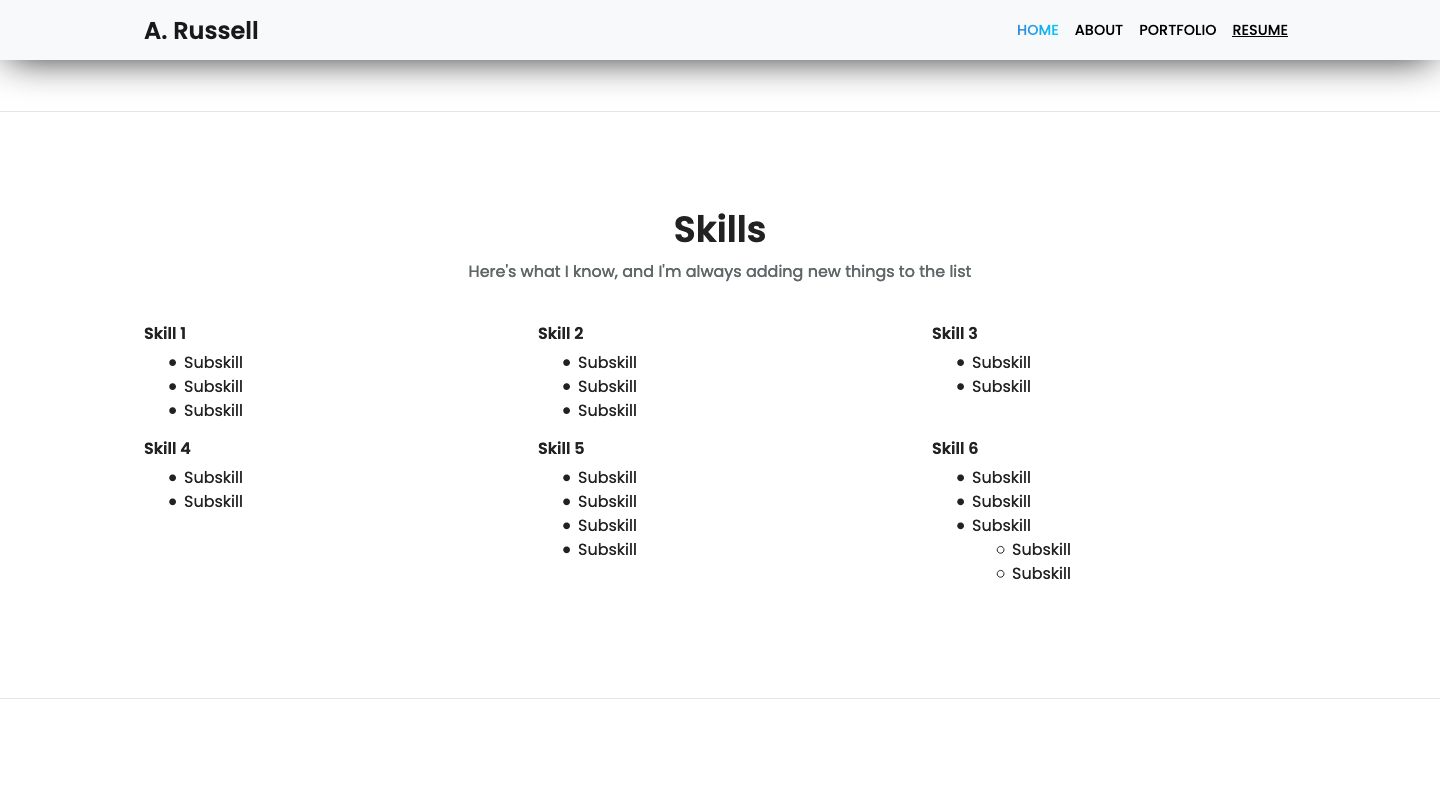 A. Russell
HOME ABOUT PORTFOLIO RESUME
Skills
Here's what I know, and I'm always adding new things to the list
Skill 1
Subskill
Subskill
Subskill
Skill 2
Subskill
Subskill
Subskill
Skill 3
Subskill
Subskill
Skill 4
Subskill
Subskill
Skill 5
Subskill
Subskill
Subskill
Subskill
Skill 6
Subskill
Subskill
Subskill
Subskill
Subskill